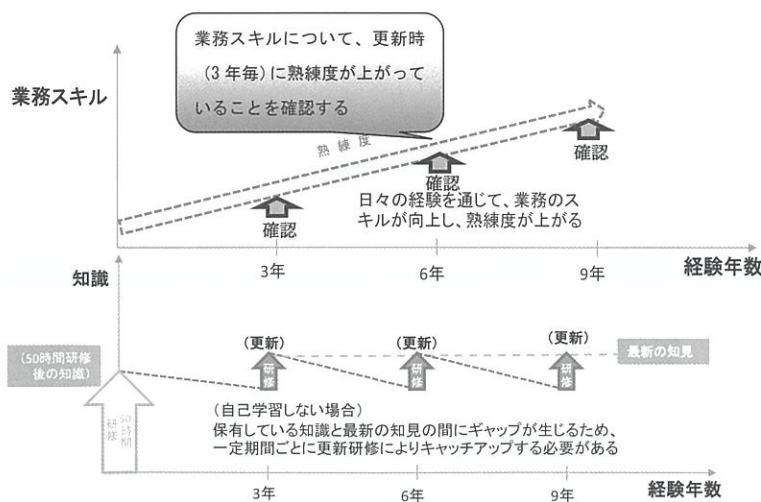 業務スキルについて、更新時
(3年毎)に熟練度が上がって
いることを確認する
業務スキル
熟練度
確認
確認
確認
日々の経験を通じて、業務のス
キルが向上し、熟練度が上がる
3年
6年
9年
経験年数
知識
(更新)
(更新)
(更新)
(50時間研修
後の知識)
最新の知見
研修
研修
研修
50時間
研修
(自己学習しない場合)
保有している知識と最新の知見の間にギャップが生じるため、
一定期間ごとに更新研修によりキャッチアップする必要がある
3年
6年
9年
経験年数